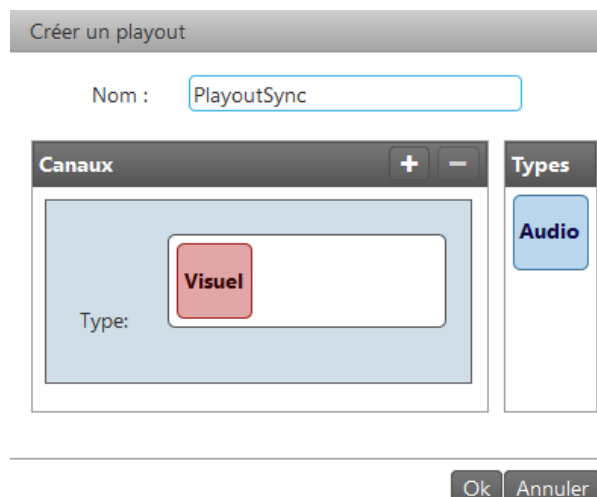 Créer un playout
Nom : PlayoutSync
Canaux + − Types
Audio
Visuel
Type:
Ok Annuler